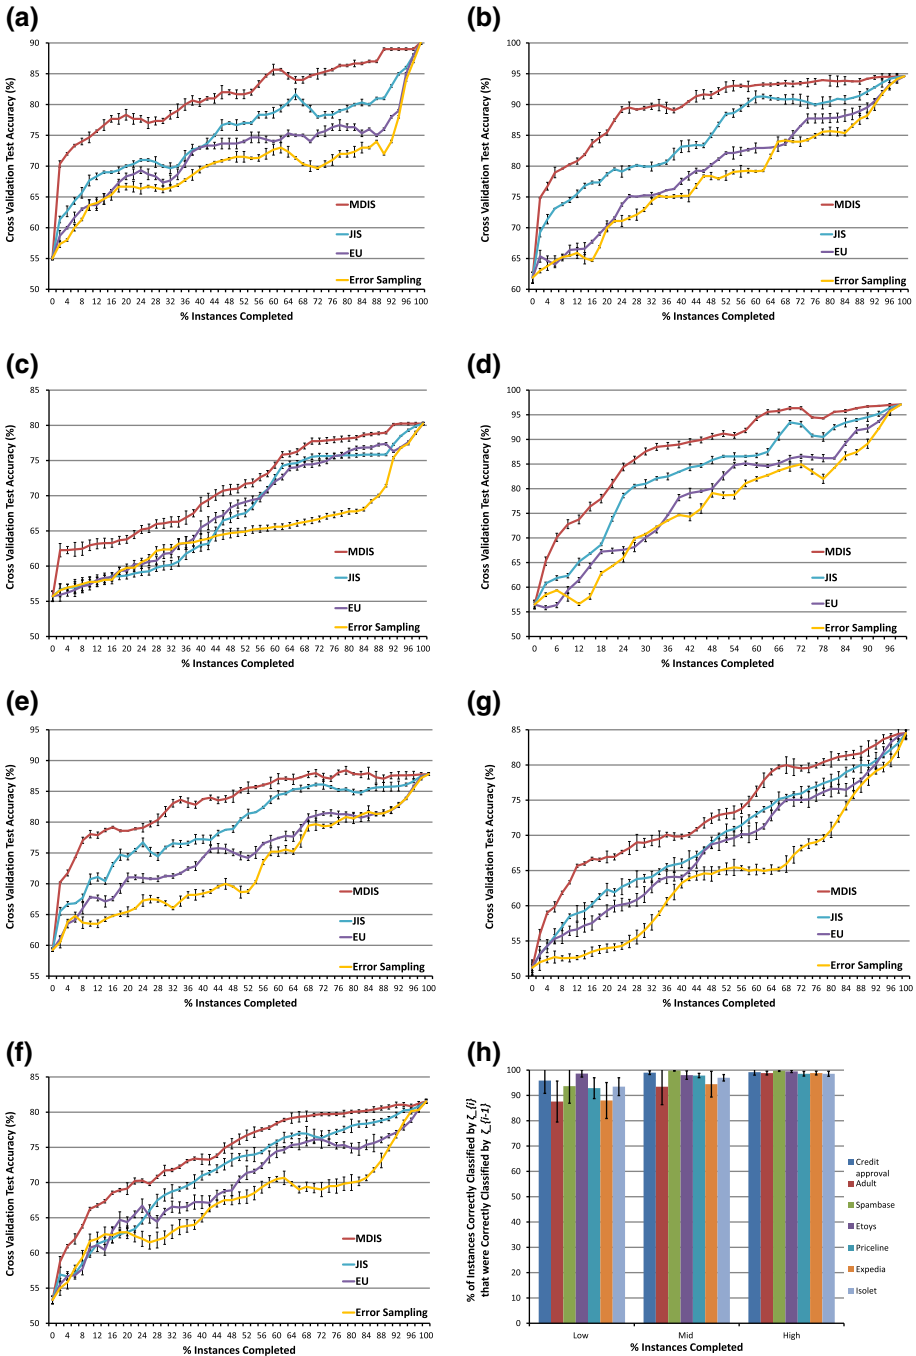 (a)
Cross Validation Test Accuracy (%)
90
85
80
75
70
65
60
55
50
MDIS
JIS
EU
Error Sampling
0 4 8 12 16 20 24 28 32 36 40 44 48 52 56 60 64 68 72 76 80 84 88 92 96 100
% Instances Completed
(b)
Cross Validation Test Accuracy (%)
100
95
90
85
80
75
70
65
60
MDIS
JIS
EU
Error Sampling
0 4 8 12 16 20 24 28 32 36 40 44 48 52 56 60 64 68 72 76 80 84 88 92 96 100
% Instances Completed
(c)
Cross Validation Test Accuracy (%)
85
80
75
70
65
60
55
50
MDIS
JIS
EU
Error Sampling
0 4 8 12 16 20 24 28 32 36 40 44 48 52 56 60 64 68 72 76 80 84 88 92 96 100
% Instances Completed
(d)
Cross Validation Test Accuracy (%)
100
95
90
85
80
75
70
65
60
55
50
MDIS
JIS
EU
Error Sampling
0 6 12 18 24 30 36 42 48 54 60 66 72 78 84 90 96
% Instances Completed
(e)
Cross Validation Test Accuracy (%)
95
90
85
80
75
70
65
60
55
MDIS
JIS
EU
Error Sampling
0 4 8 12 16 20 24 28 32 36 40 44 48 52 56 60 64 68 72 76 80 84 88 92 96 100
% Instances Completed
(g)
Cross Validation Test Accuracy (%)
85
80
75
70
65
60
55
50
MDIS
JIS
EU
Error Sampling
0 4 8 12 16 20 24 28 32 36 40 44 48 52 56 60 64 68 72 76 80 84 88 92 96 100
% Instances Completed
(f)
Cross Validation Test Accuracy (%)
85
80
75
70
65
60
55
50
MDIS
JIS
EU
Error Sampling
0 4 8 12 16 20 24 28 32 36 40 44 48 52 56 60 64 68 72 76 80 84 88 92 96 100
% Instances Completed
(h)
% of Instances Correctly Classified by ζ_{i}
that were Correctly Classified by ζ_{i-1}
100
90
80
70
60
50
40
30
20
10
0
Low Mid High
% Instances Completed
Credit
approval
Adult
Spambase
Etoys
Priceline
Expedia
Isolet